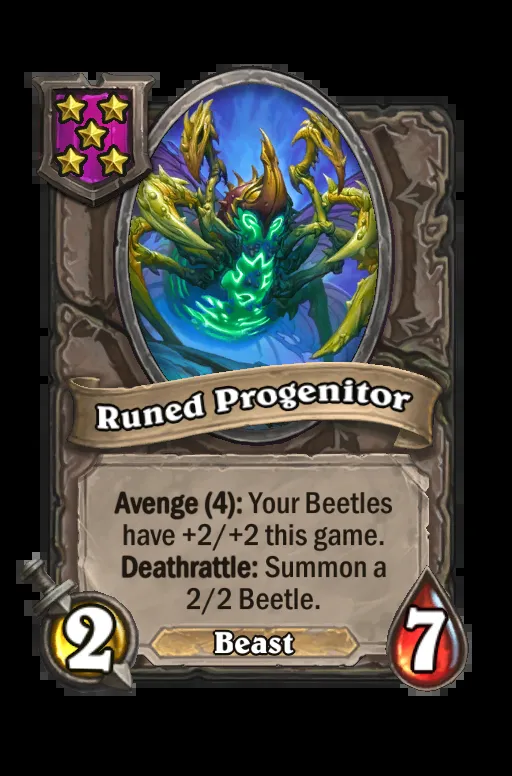 Runed Progenitor
Avenge (4): Your Beetles
have +2/+2 this game.
Deathrattle: Summon a
2/2 Beetle.
2
Beast
7